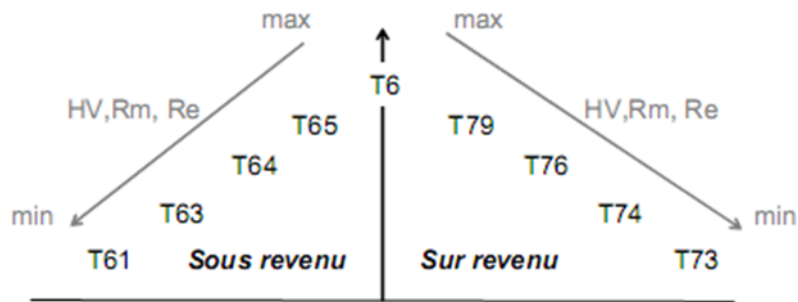 max max
T6
HV,Rm, Re HV,Rm, Re
T65 T79
T64 T76
min T63 T74 min
T61 Sous revenu Sur revenu T73